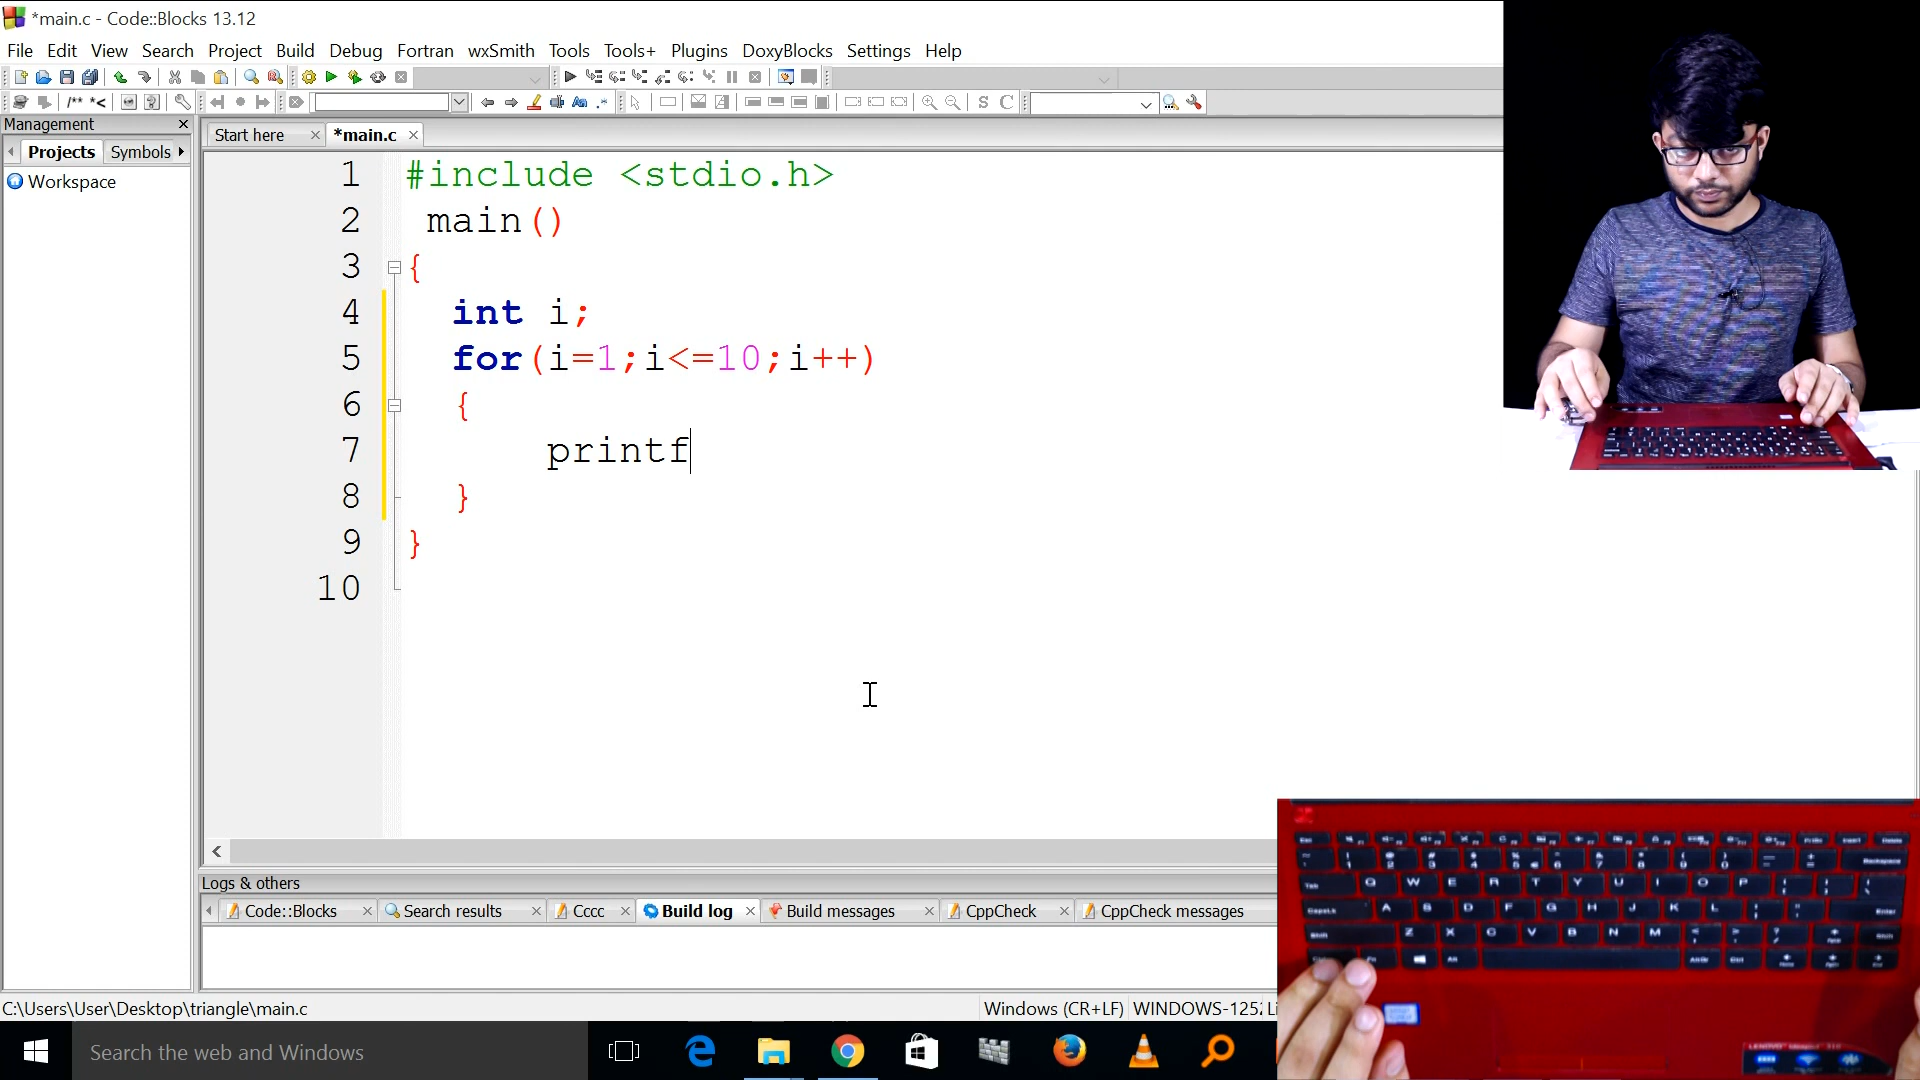 *main.c - Code::Blocks 13.12
File Edit View Search Project Build Debug Fortran wxSmith Tools Tools+ Plugins DoxyBlocks Settings Help
/** *<
S C
Management
Start here *main.c
Projects Symbols
Workspace
1 #include <stdio.h>
2 main()
3 {
4 int i;
5 for(i=1;i<=10;i++)
6 {
7 printf
8 }
9 }
10
Logs & others
Code::Blocks Search results Cccc Build log Build messages CppCheck CppCheck messages
C:\Users\User\Desktop\triangle\main.c Windows (CR+LF) WINDOWS-1252
Search the web and Windows
Q W E R T Y U I O P
A S D F G H J K L
Z X C V B N M